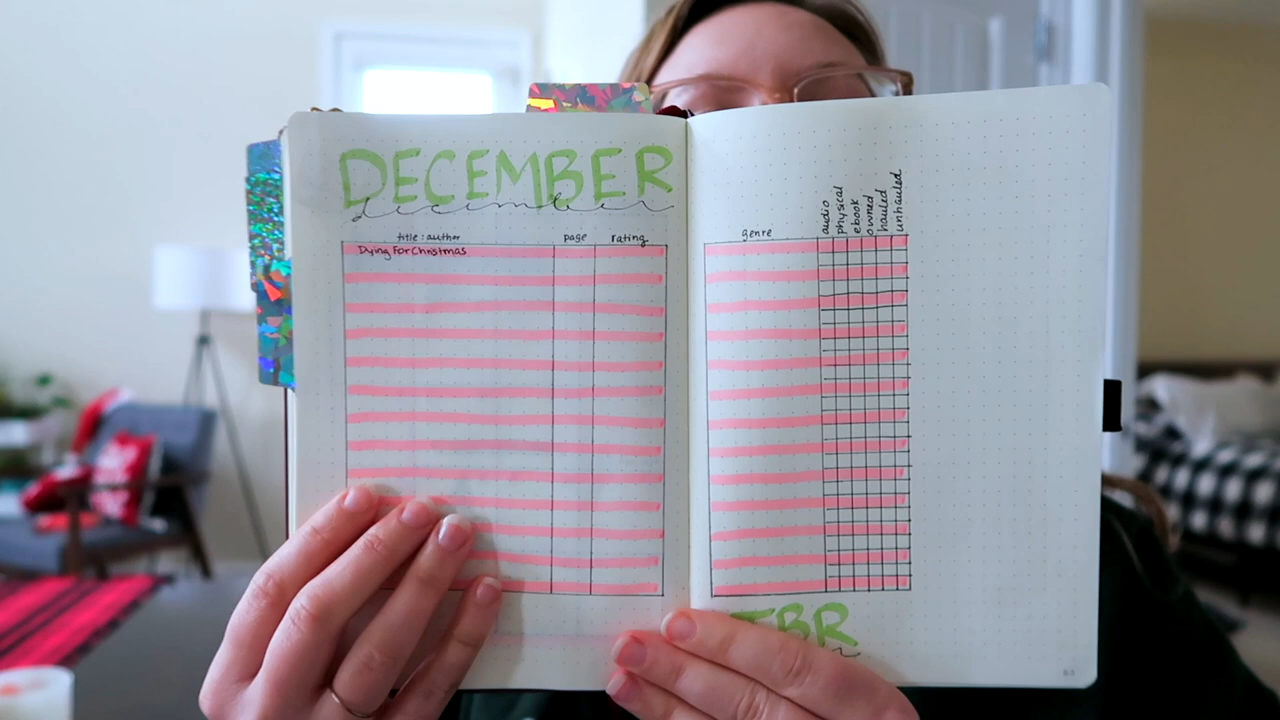 DECEMBER
december
title : author page rating
Dying For Christmas
genre audio physical ebook owned hauled unhauled
TBR